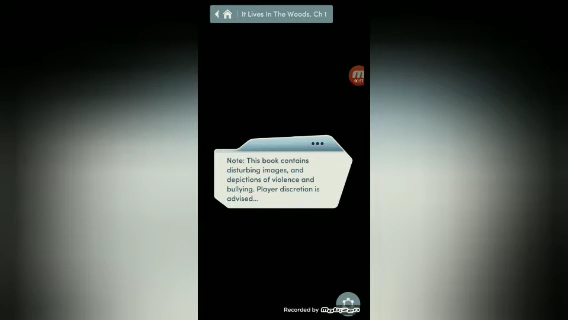 It Lives In The Woods, Ch 1
Note: This book contains
disturbing images, and
depictions of violence and
bullying. Player discretion is
advised...
Recorded by